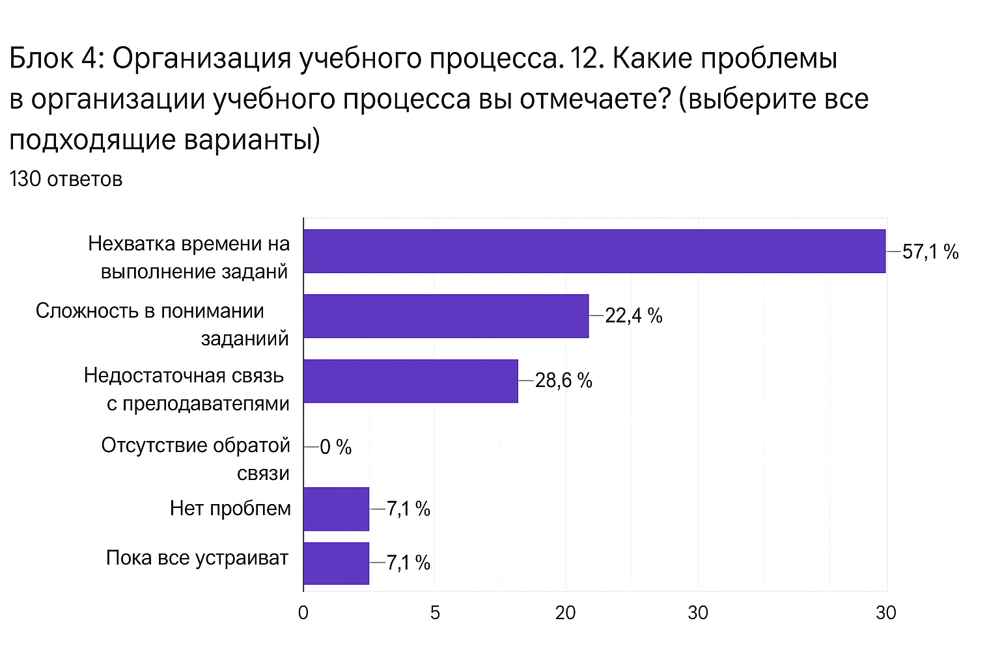 Блок 4: Организация учебного процесса. 12. Какие проблемы
в организации учебного процесса вы отмечаете? (выберите все
подходящие варианты)
130 ответов
Нехватка времени на
выполнение заданй
57,1 %
Сложность в понимании
заданиий
22,4 %
Недостаточная связь
с прелодаватепями
28,6 %
Отсутствие обратой
связи
0 %
Нет пробпем
7,1 %
Пока все устраиват
7,1 %
0 5 20 30 30